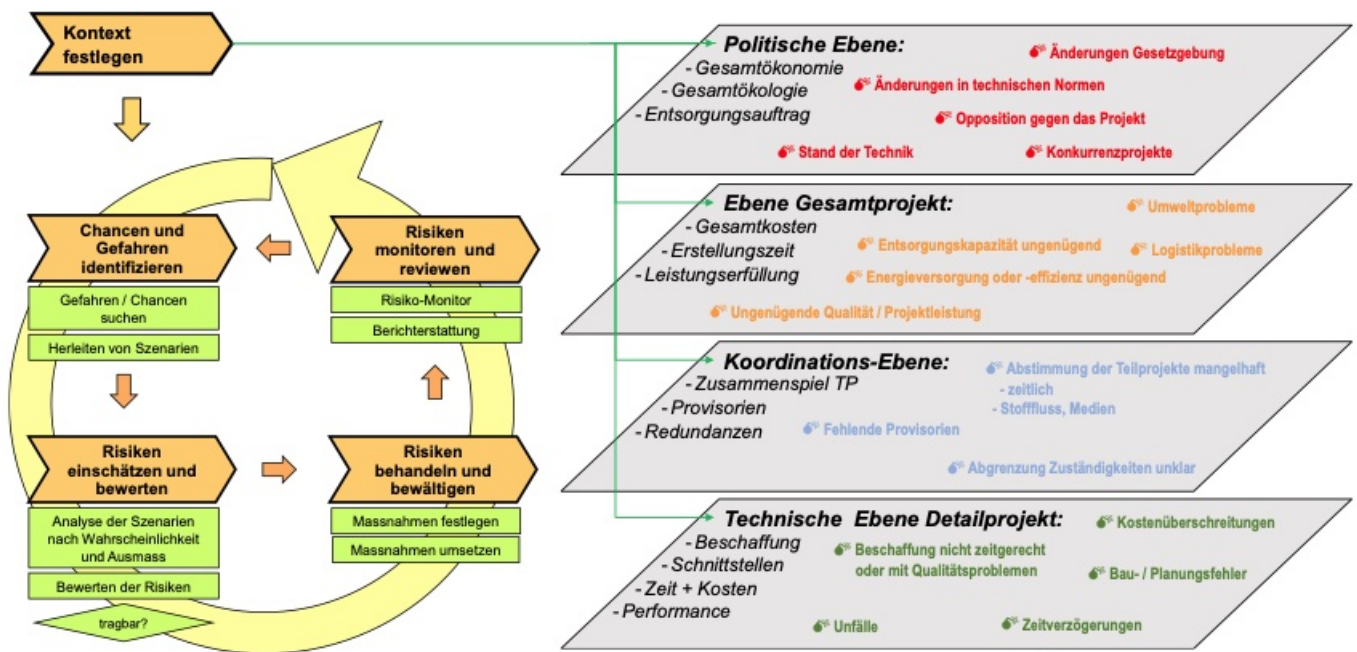 Kontext
festlegen
Chancen und
Gefahren
identifizieren
Gefahren / Chancen
suchen
Herleiten von Szenarien
Risiken
monitoren und
reviewen
Risiko-Monitor
Berichterstattung
Risiken
einschätzen und
bewerten
Analyse der Szenarien
nach Wahrscheinlichkeit
und Ausmass
Bewerten der Risiken
tragbar?
Risiken
behandeln und
bewältigen
Massnahmen festlegen
Massnahmen umsetzen
Politische Ebene:
- Gesamtökonomie
- Gesamtökologie
- Entsorgungsauftrag
Änderungen Gesetzgebung
Änderungen in technischen Normen
Opposition gegen das Projekt
Stand der Technik
Konkurrenzprojekte
Ebene Gesamtprojekt:
- Gesamtkosten
- Erstellungszeit
- Leistungserfüllung
Umweltprobleme
Entsorgungskapazität ungenügend
Logistikprobleme
Energieversorgung oder -effizienz ungenügend
Ungenügende Qualität / Projektleistung
Koordinations-Ebene:
- Zusammenspiel TP
- Provisorien
- Redundanzen
Abstimmung der Teilprojekte mangelhaft
- zeitlich
- Stofffluss, Medien
Fehlende Provisorien
Abgrenzung Zuständigkeiten unklar
Technische Ebene Detailprojekt:
- Beschaffung
- Schnittstellen
- Zeit + Kosten
- Performance
Kostenüberschreitungen
Beschaffung nicht zeitgerecht
oder mit Qualitätsproblemen
Bau- / Planungsfehler
Unfälle
Zeitverzögerungen